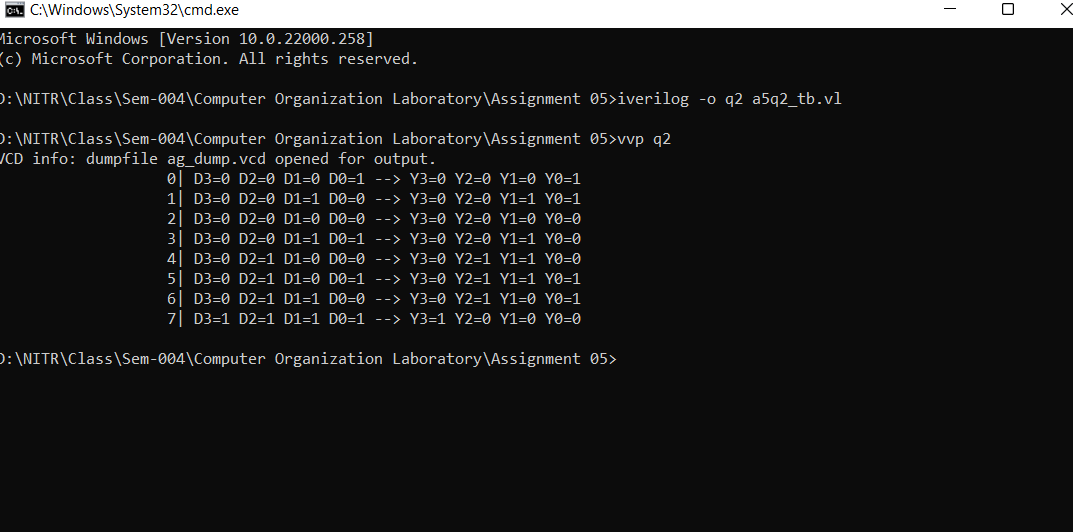 C:\Windows\System32\cmd.exe
Microsoft Windows [Version 10.0.22000.258]
(c) Microsoft Corporation. All rights reserved.
D:\NITR\Class\Sem-004\Computer Organization Laboratory\Assignment 05>iverilog -o q2 a5q2_tb.vl
D:\NITR\Class\Sem-004\Computer Organization Laboratory\Assignment 05>vvp q2
VCD info: dumpfile ag_dump.vcd opened for output.
0| D3=0 D2=0 D1=0 D0=1 --> Y3=0 Y2=0 Y1=0 Y0=1
1| D3=0 D2=0 D1=1 D0=0 --> Y3=0 Y2=0 Y1=1 Y0=1
2| D3=0 D2=0 D1=0 D0=0 --> Y3=0 Y2=0 Y1=0 Y0=0
3| D3=0 D2=0 D1=1 D0=1 --> Y3=0 Y2=0 Y1=1 Y0=0
4| D3=0 D2=1 D1=0 D0=0 --> Y3=0 Y2=1 Y1=1 Y0=0
5| D3=0 D2=1 D1=0 D0=1 --> Y3=0 Y2=1 Y1=1 Y0=1
6| D3=0 D2=1 D1=1 D0=0 --> Y3=0 Y2=1 Y1=0 Y0=1
7| D3=1 D2=1 D1=1 D0=1 --> Y3=1 Y2=0 Y1=0 Y0=0
D:\NITR\Class\Sem-004\Computer Organization Laboratory\Assignment 05>